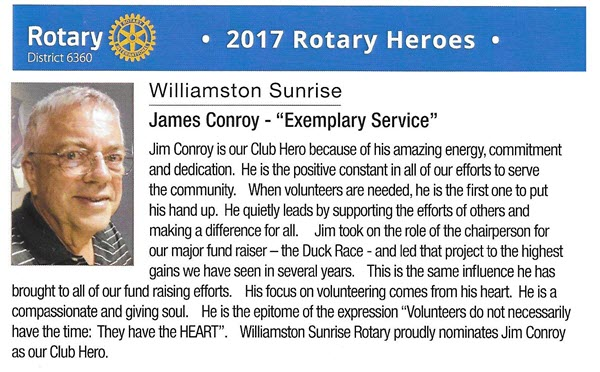 Rotary
District 6360
• 2017 Rotary Heroes •
Williamston Sunrise
James Conroy - “Exemplary Service”
Jim Conroy is our Club Hero because of his amazing energy, commitment
and dedication. He is the positive constant in all of our efforts to serve
the community. When volunteers are needed, he is the first one to put
his hand up. He quietly leads by supporting the efforts of others and
making a difference for all. Jim took on the role of the chairperson for
our major fund raiser – the Duck Race - and led that project to the highest
gains we have seen in several years. This is the same influence he has
brought to all of our fund raising efforts. His focus on volunteering comes from his heart. He is a
compassionate and giving soul. He is the epitome of the expression “Volunteers do not necessarily
have the time: They have the HEART”. Williamston Sunrise Rotary proudly nominates Jim Conroy
as our Club Hero.